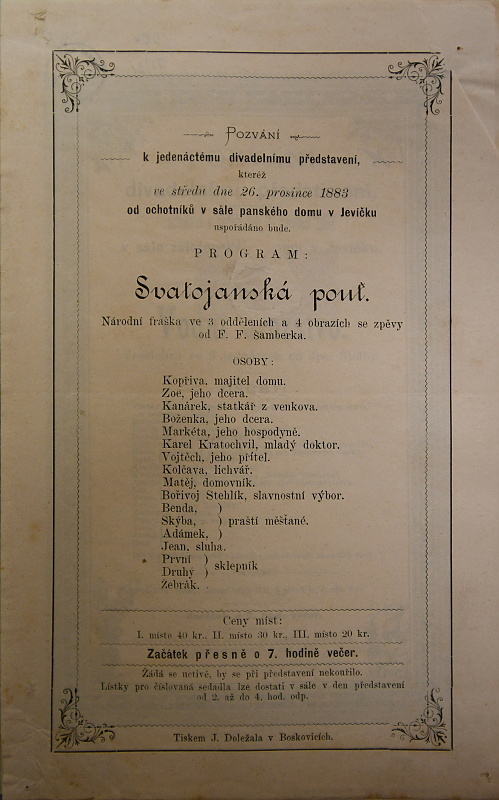 Pozvání
k jedenáctému divadelnímu představení,
kteréž
ve středu dne 26. prosince 1883
od ochotníků v sále panského domu v Jevíčku
uspořádáno bude.
PROGRAM:
Svatojanská pouť.
Národní fraška ve 3 odděleních a 4 obrazích se zpěvy
od F. F. Šamberka.
OSOBY:
Kopřiva, majitel domu.
Zoe, jeho dcera.
Kanárek, statkář z venkova.
Boženka, jeho dcera.
Markéta, jeho hospodyně.
Karel Kratochvil, mladý doktor.
Vojtěch, jeho přítel.
Kolčava, lichvář.
Matěj, domovník.
Bořivoj Stehlík, slavnostní výbor.
Benda, )
Skýba, ) praští měšťané.
Adámek, )
Jean, sluha.
První )
Druhý ) sklepník
Žebrák.
Ceny míst:
I. místo 40 kr., II. místo 30 kr., III. místo 20 kr.
Začátek přesně o 7. hodině večer.
Žádá se uctivě, by se při představení nekouřilo.
Lístky pro číslovaná sedadla lze dostati v sále v den představení
od 2. až do 4. hod. odp.
Tiskem J. Doležala v Boskovicích.